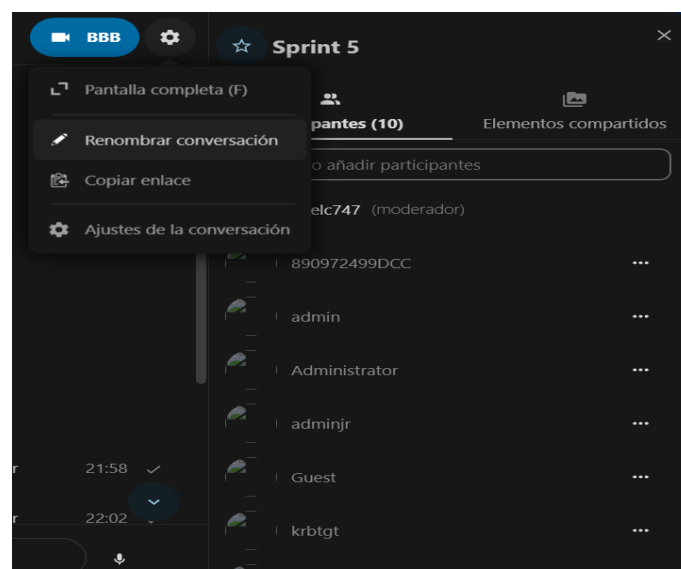 BBB
Sprint 5
Pantalla completa (F)
Renombrar conversación
Copiar enlace
Ajustes de la conversación
pantes (10)
Elementos compartidos
o añadir participantes
elc747 (moderador)
890972499DCC
admin
Administrator
adminjr
Guest
krbtgt
r 21:58
r 22:02